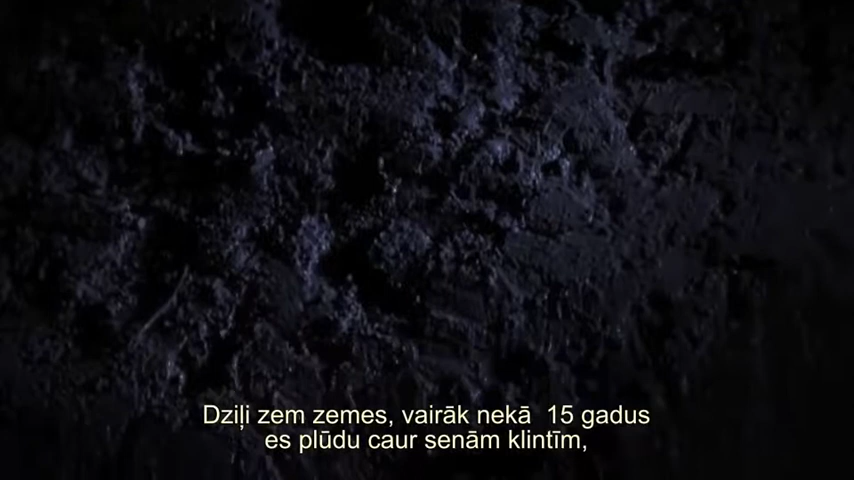 Dziļi zem zemes, vairāk nekā 15 gadus
es plūdu caur senām klintīm,